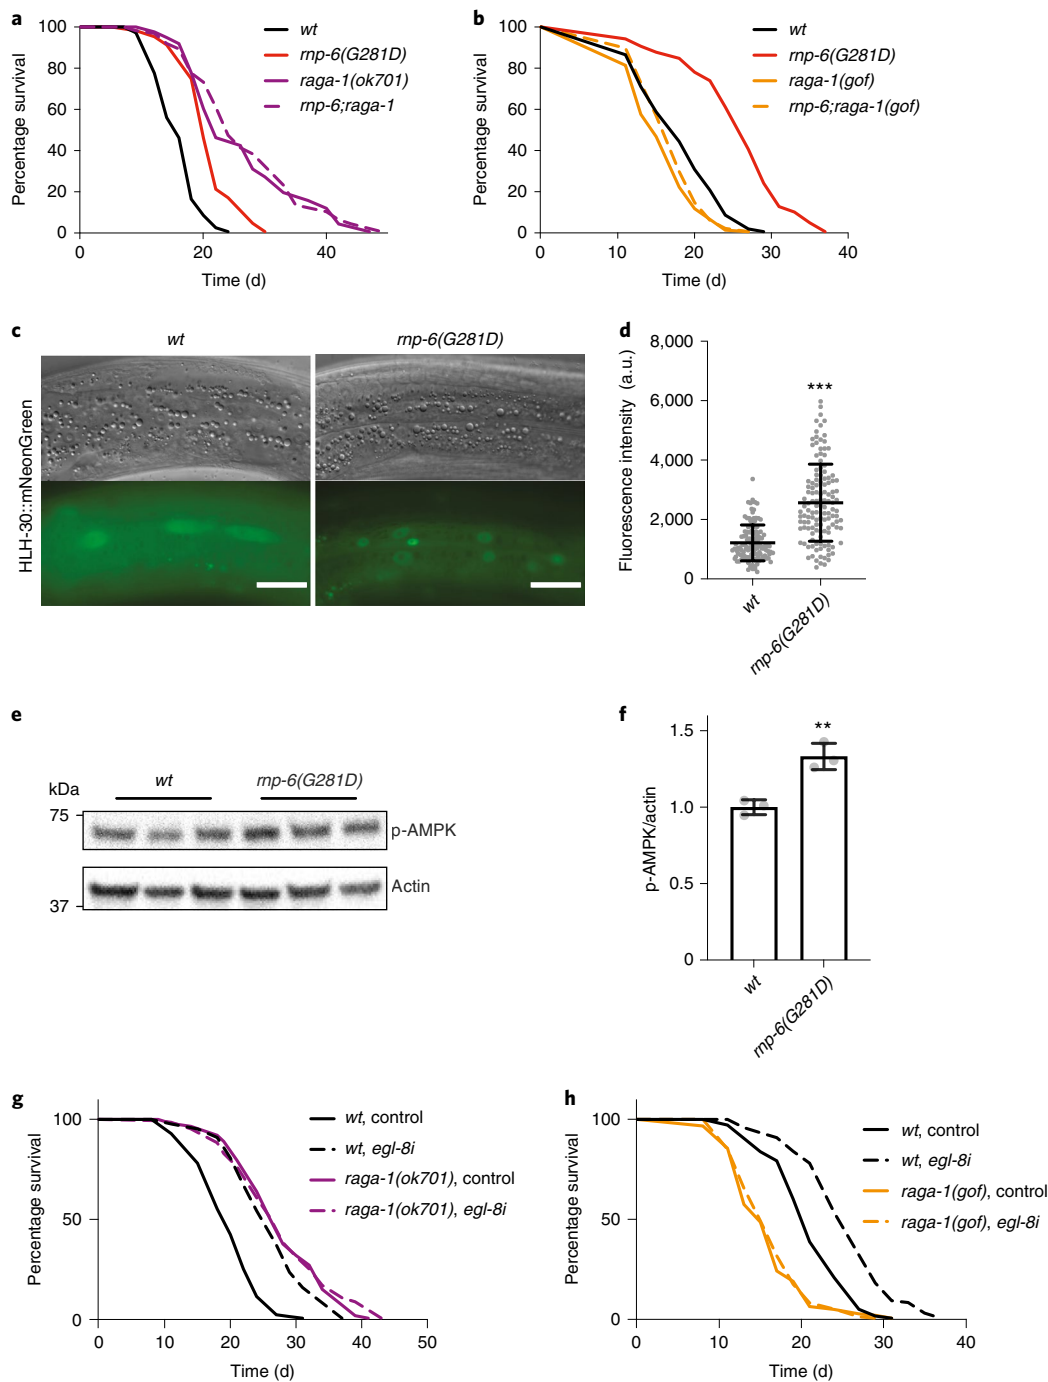 a
100
80
60
40
20
0
Percentage survival
0 20 40
Time (d)
wt
rnp-6(G281D)
raga-1(ok701)
rnp-6;raga-1
b
100
80
60
40
20
0
Percentage survival
0 10 20 30 40
Time (d)
wt
rnp-6(G281D)
raga-1(gof)
rnp-6;raga-1(gof)
c
wt rnp-6(G281D)
HLH-30::mNeonGreen
d
8,000
6,000
4,000
2,000
0
Fluorescence intensity (a.u.)
***
wt
rnp-6(G281D)
e
kDa
wt rnp-6(G281D)
75
p-AMPK
Actin
37
f
1.5
1.0
0.5
0
p-AMPK/actin
**
wt
rnp-6(G281D)
g
100
50
0
Percentage survival
0 10 20 30 40 50
Time (d)
wt, control
wt, egl-8i
raga-1(ok701), control
raga-1(ok701), egl-8i
h
100
50
0
Percentage survival
0 10 20 30 40
Time (d)
wt, control
wt, egl-8i
raga-1(gof), control
raga-1(gof), egl-8i